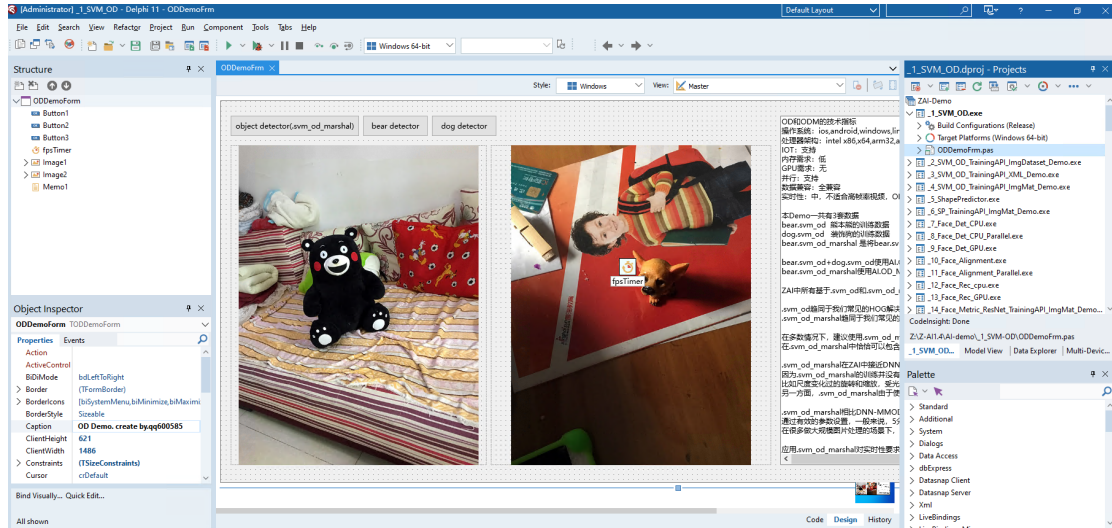 [Administrator] _1_SVM_OD - Delphi 11 - ODDemoFrm
Default Layout
File Edit Search View Refactor Project Run Component Tools Tabs Help
Windows 64-bit
Structure
ODDemoForm
Button1
Button2
Button3
fpsTimer
Image1
Image2
Memo1
Object Inspector
ODDemoForm TODDemoForm
Properties Events
Action
ActiveControl
BiDiMode bdLeftToRight
Border (TFormBorder)
BorderIcons [biSystemMenu,biMinimize,biMaximi
BorderStyle Sizeable
Caption OD Demo. create by.qq600585
ClientHeight 621
ClientWidth 1486
Constraints (TSizeConstraints)
Cursor crDefault
Bind Visually... Quick Edit...
All shown
ODDemoFrm
Style: Windows View: Master
object detector(.svm_od_marshal) bear detector dog detector
fpsTimer
OD和ODM的技术指标
操作系统: ios,android,windows,lin
处理器架构: intel x86,x64,arm32,a
IOT: 支持
内存需求: 低
GPU需求: 无
并行: 支持
数据兼容: 全兼容
实时性: 中, 不适合高帧率视频, OI
本Demo一共有3套数据
bear.svm_od 熊本熊的训练数据
dog.svm_od 装饰狗的训练数据
bear.svm_od_marshal 是将bear.sv
bear.svm_od+dog.svm_od使用AI.OD
bear.svm_od_marshal使用AI.OD_M
ZAI中所有基于.svm_od和.svm_od_
.svm_od趋同于我们常见的HOG解决
.svm_od_marshal趋同于我们常见的
在多数情况下, 建议使用.svm_od_m
在.svm_od_marshal中恰恰可以包含
.svm_od_marshal在ZAI中接近DNN
因为.svm_od_marshal的训练并没有
比如尺度变化过的旋转和缩放, 受光
另一方面, .svm_od_marshal由于使
.svm_od_marshal相比DNN-MMOD
通过有效的参数设置, 一般来说, 5分
在很多做大规模图片处理的场景下,
应用.svm_od_marshal对实时性要求
Code Design History
_1_SVM_OD.dproj - Projects
ZAI-Demo
_1_SVM_OD.exe
Build Configurations (Release)
Target Platforms (Windows 64-bit)
ODDemoFrm.pas
_2_SVM_OD_TrainingAPI_ImgDataset_Demo.exe
_3_SVM_OD_TrainingAPI_XML_Demo.exe
_4_SVM_OD_TrainingAPI_ImgMat_Demo.exe
_5_ShapePredictor.exe
_6_SP_TrainingAPI_ImgMat_Demo.exe
_7_Face_Det_CPU.exe
_8_Face_Det_CPU_Parallel.exe
_9_Face_Det_GPU.exe
_10_Face_Alignment.exe
_11_Face_Alignment_Parallel.exe
_12_Face_Rec_cpu.exe
_13_Face_Rec_GPU.exe
_14_Face_Metric_ResNet_TrainingAPI_ImgMat_Demo...
CodeInsight: Done
Z:\Z-AI1.4\AI-demo\_1_SVM-OD\ODDemoFrm.pas
_1_SVM_OD... Model View Data Explorer Multi-Devic...
Palette
Standard
Additional
System
Dialogs
Data Access
dbExpress
Datasnap Client
Datasnap Server
Xml
LiveBindings